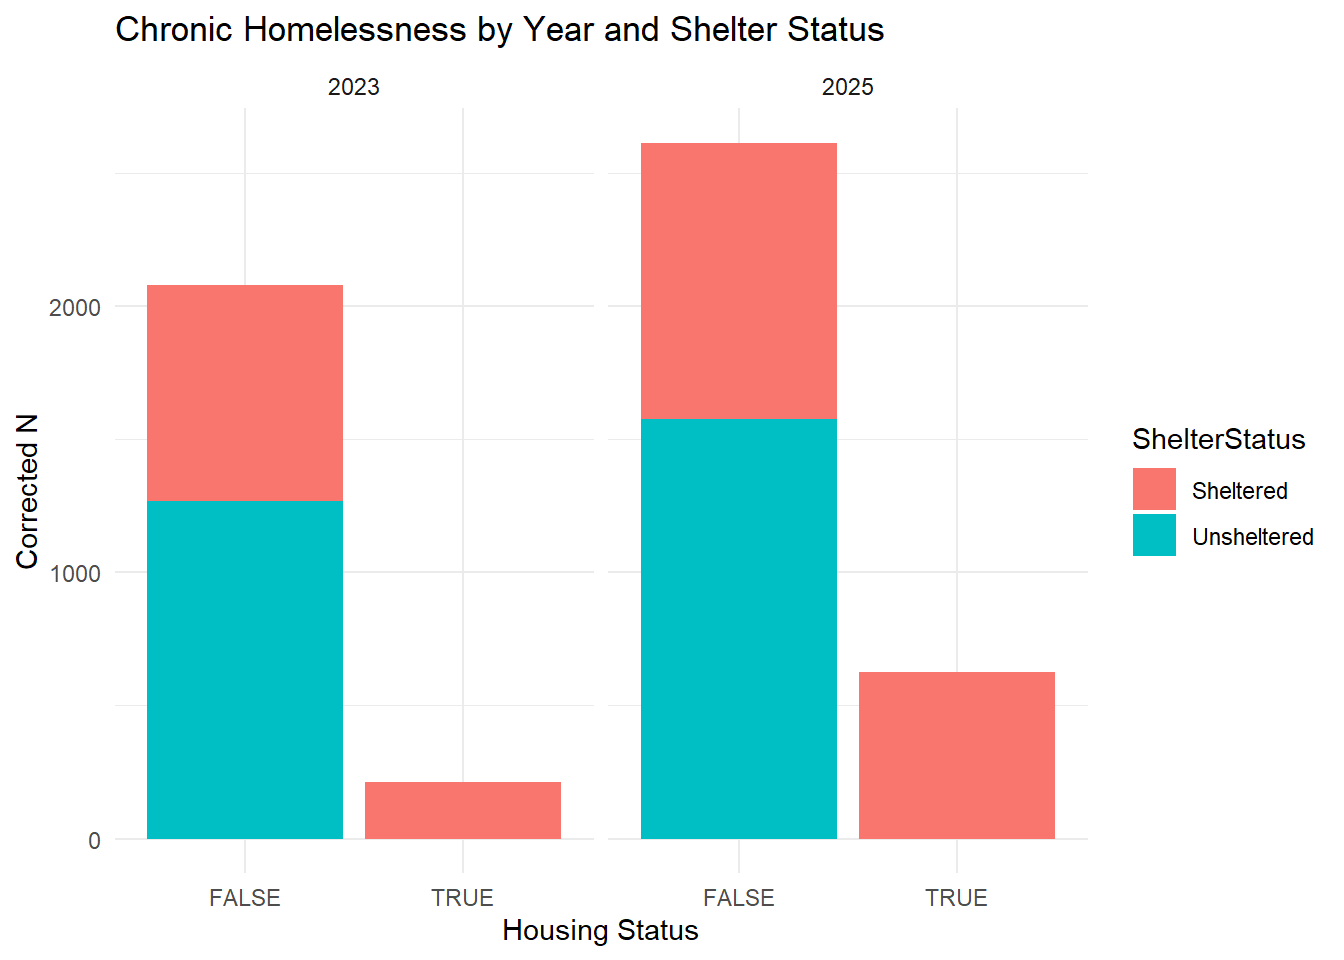 Chronic Homelessness by Year and Shelter Status
2023
2025
2000
1000
0
Corrected N
FALSE
TRUE
FALSE
TRUE
Housing Status
ShelterStatus
Sheltered
Unsheltered